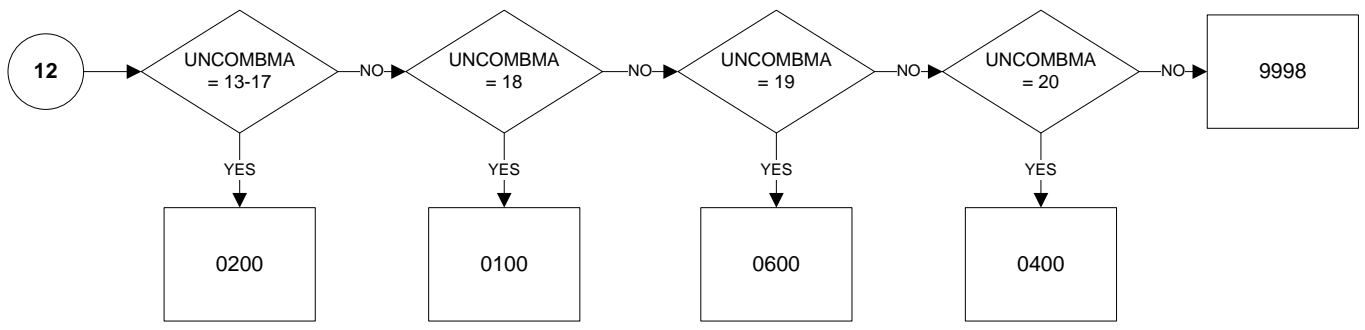 12
UNCOMBMA
= 13-17
NO
UNCOMBMA
= 18
NO
UNCOMBMA
= 19
NO
UNCOMBMA
= 20
NO
9998
YES
YES
YES
YES
0200
0100
0600
0400